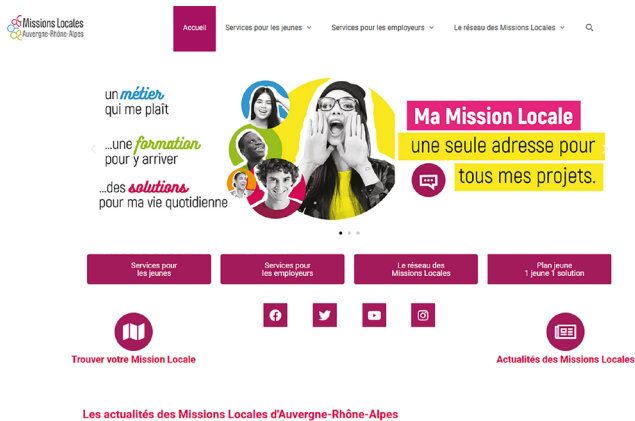 Missions Locales
Auvergne-Rhône-Alpes
Accueil
Services pour les jeunes
Services pour les employeurs
Le réseau des Missions Locales
un métier
qui me plaît
...une formation
pour y arriver
...des solutions
pour ma vie quotidienne
Ma Mission Locale
une seule adresse pour
tous mes projets.
Services pour
les jeunes
Services pour
les employeurs
Le réseau des
Missions Locales
Plan jeune
1 jeune 1 solution
Trouver votre Mission Locale
Actualités des Missions Locales
Les actualités des Missions Locales d'Auvergne-Rhône-Alpes